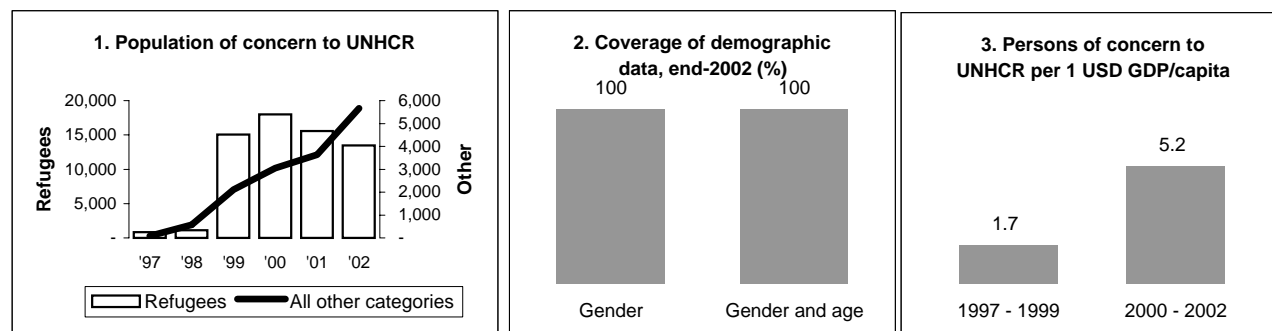 1. Population of concern to UNHCR
20,000
15,000
10,000
5,000
-
Refugees
6,000
5,000
4,000
3,000
2,000
1,000
-
Other
'97 '98 '99 '00 '01 '02
Refugees All other categories
2. Coverage of demographic
data, end-2002 (%)
100 100
Gender Gender and age
3. Persons of concern to
UNHCR per 1 USD GDP/capita
5.2
1.7
1997 - 1999 2000 - 2002